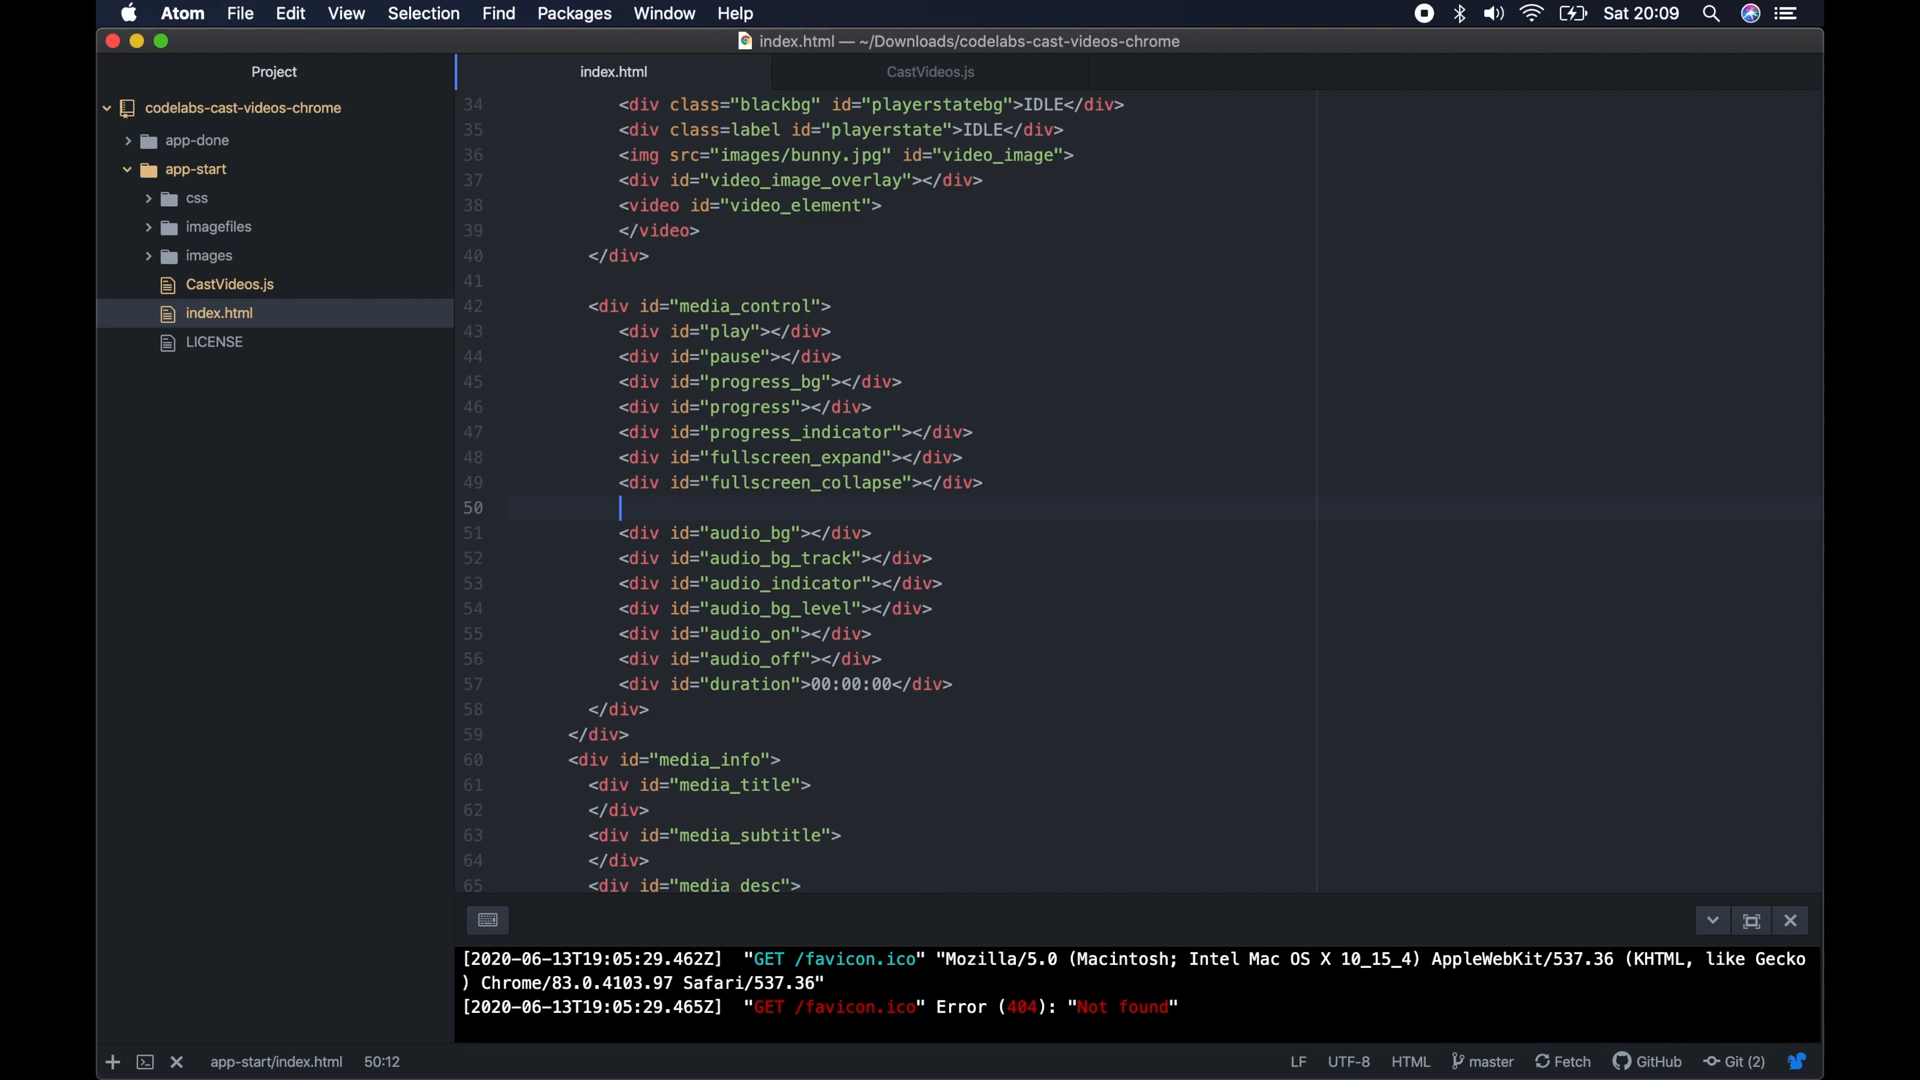 Atom File Edit View Selection Find Packages Window Help Sat 20:09
index.html — ~/Downloads/codelabs-cast-videos-chrome
Project
index.html CastVideos.js
codelabs-cast-videos-chrome
app-done
app-start
css
imagefiles
images
CastVideos.js
index.html
LICENSE
34 <div class="blackbg" id="playerstatebg">IDLE</div>
35 <div class=label id="playerstate">IDLE</div>
36 <img src="images/bunny.jpg" id="video_image">
37 <div id="video_image_overlay"></div>
38 <video id="video_element">
39 </video>
40 </div>
41
42 <div id="media_control">
43 <div id="play"></div>
44 <div id="pause"></div>
45 <div id="progress_bg"></div>
46 <div id="progress"></div>
47 <div id="progress_indicator"></div>
48 <div id="fullscreen_expand"></div>
49 <div id="fullscreen_collapse"></div>
50
51 <div id="audio_bg"></div>
52 <div id="audio_bg_track"></div>
53 <div id="audio_indicator"></div>
54 <div id="audio_bg_level"></div>
55 <div id="audio_on"></div>
56 <div id="audio_off"></div>
57 <div id="duration">00:00:00</div>
58 </div>
59 </div>
60 <div id="media_info">
61 <div id="media_title">
62 </div>
63 <div id="media_subtitle">
64 </div>
65 <div id="media_desc">
[2020-06-13T19:05:29.462Z] "GET /favicon.ico" "Mozilla/5.0 (Macintosh; Intel Mac OS X 10_15_4) AppleWebKit/537.36 (KHTML, like Gecko
) Chrome/83.0.4103.97 Safari/537.36"
[2020-06-13T19:05:29.465Z] "GET /favicon.ico" Error (404): "Not found"
app-start/index.html 50:12 LF UTF-8 HTML master Fetch GitHub Git (2)